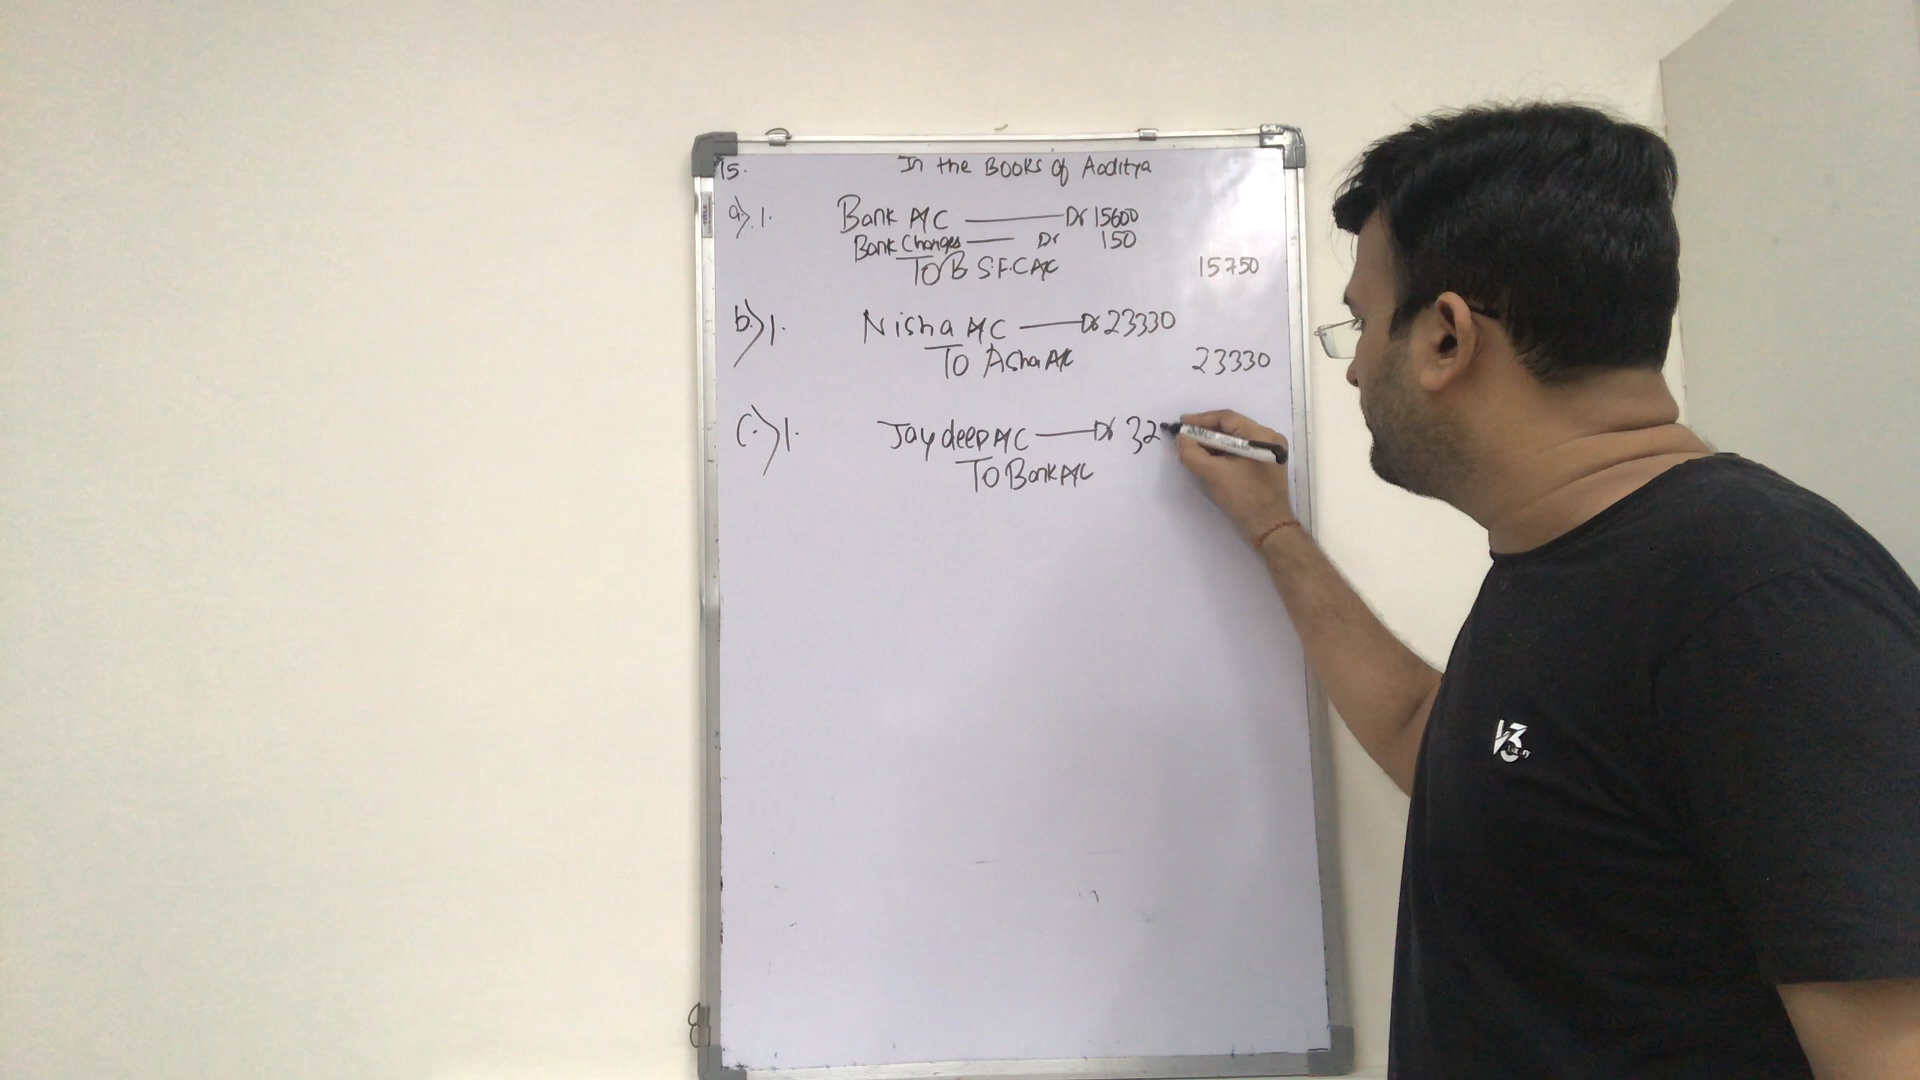 15. In the Books of Aaditya
a) 1. Bank A/C —— Dr 15600
Bank Charges —— Dr 150
To B S.F.C A/c 15750
b) 1. Nisha A/C —— Dr 23330
To Asha A/c 23330
c.) 1. Jaydeep A/C —— Dr 32
To Bank A/C
V3